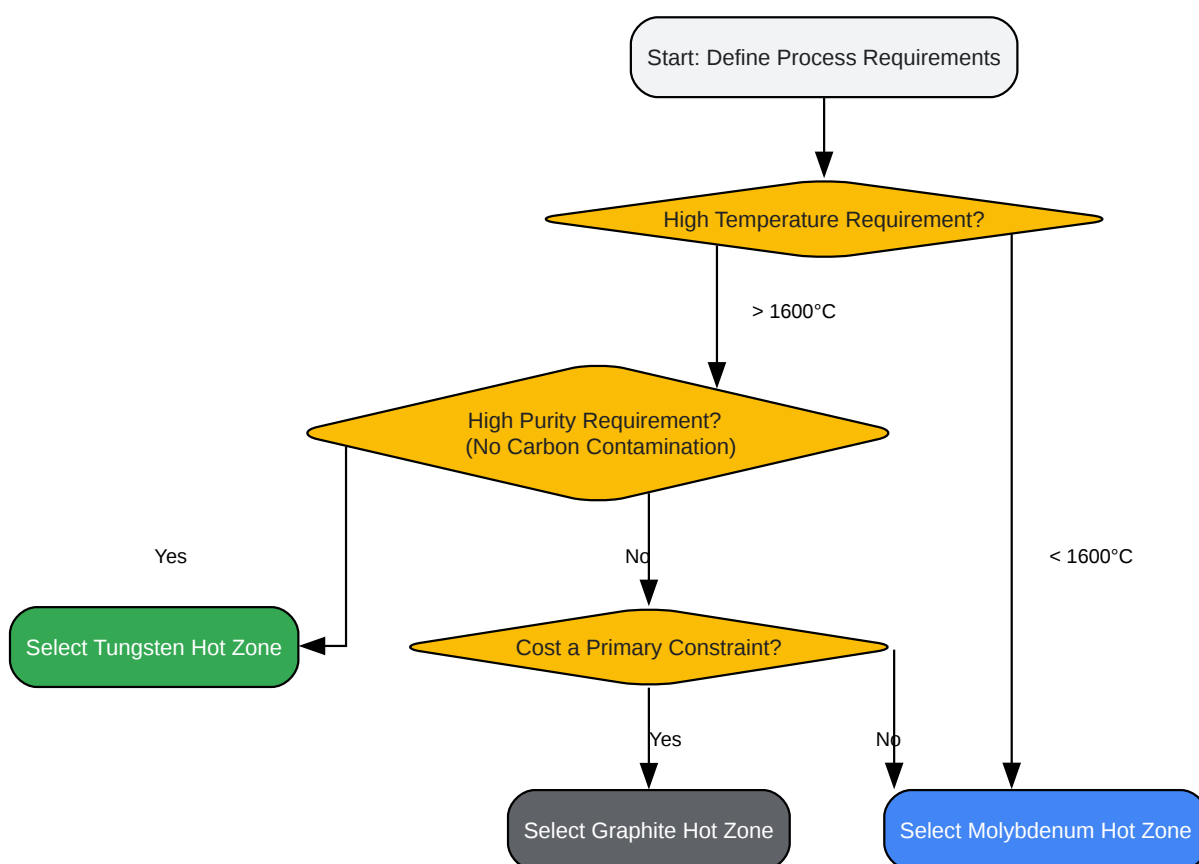 Start: Define Process Requirements
High Temperature Requirement?
> 1600°C
High Purity Requirement?
(No Carbon Contamination)
Yes
No
< 1600°C
Select Tungsten Hot Zone
Cost a Primary Constraint?
Yes
No
Select Graphite Hot Zone
Select Molybdenum Hot Zone